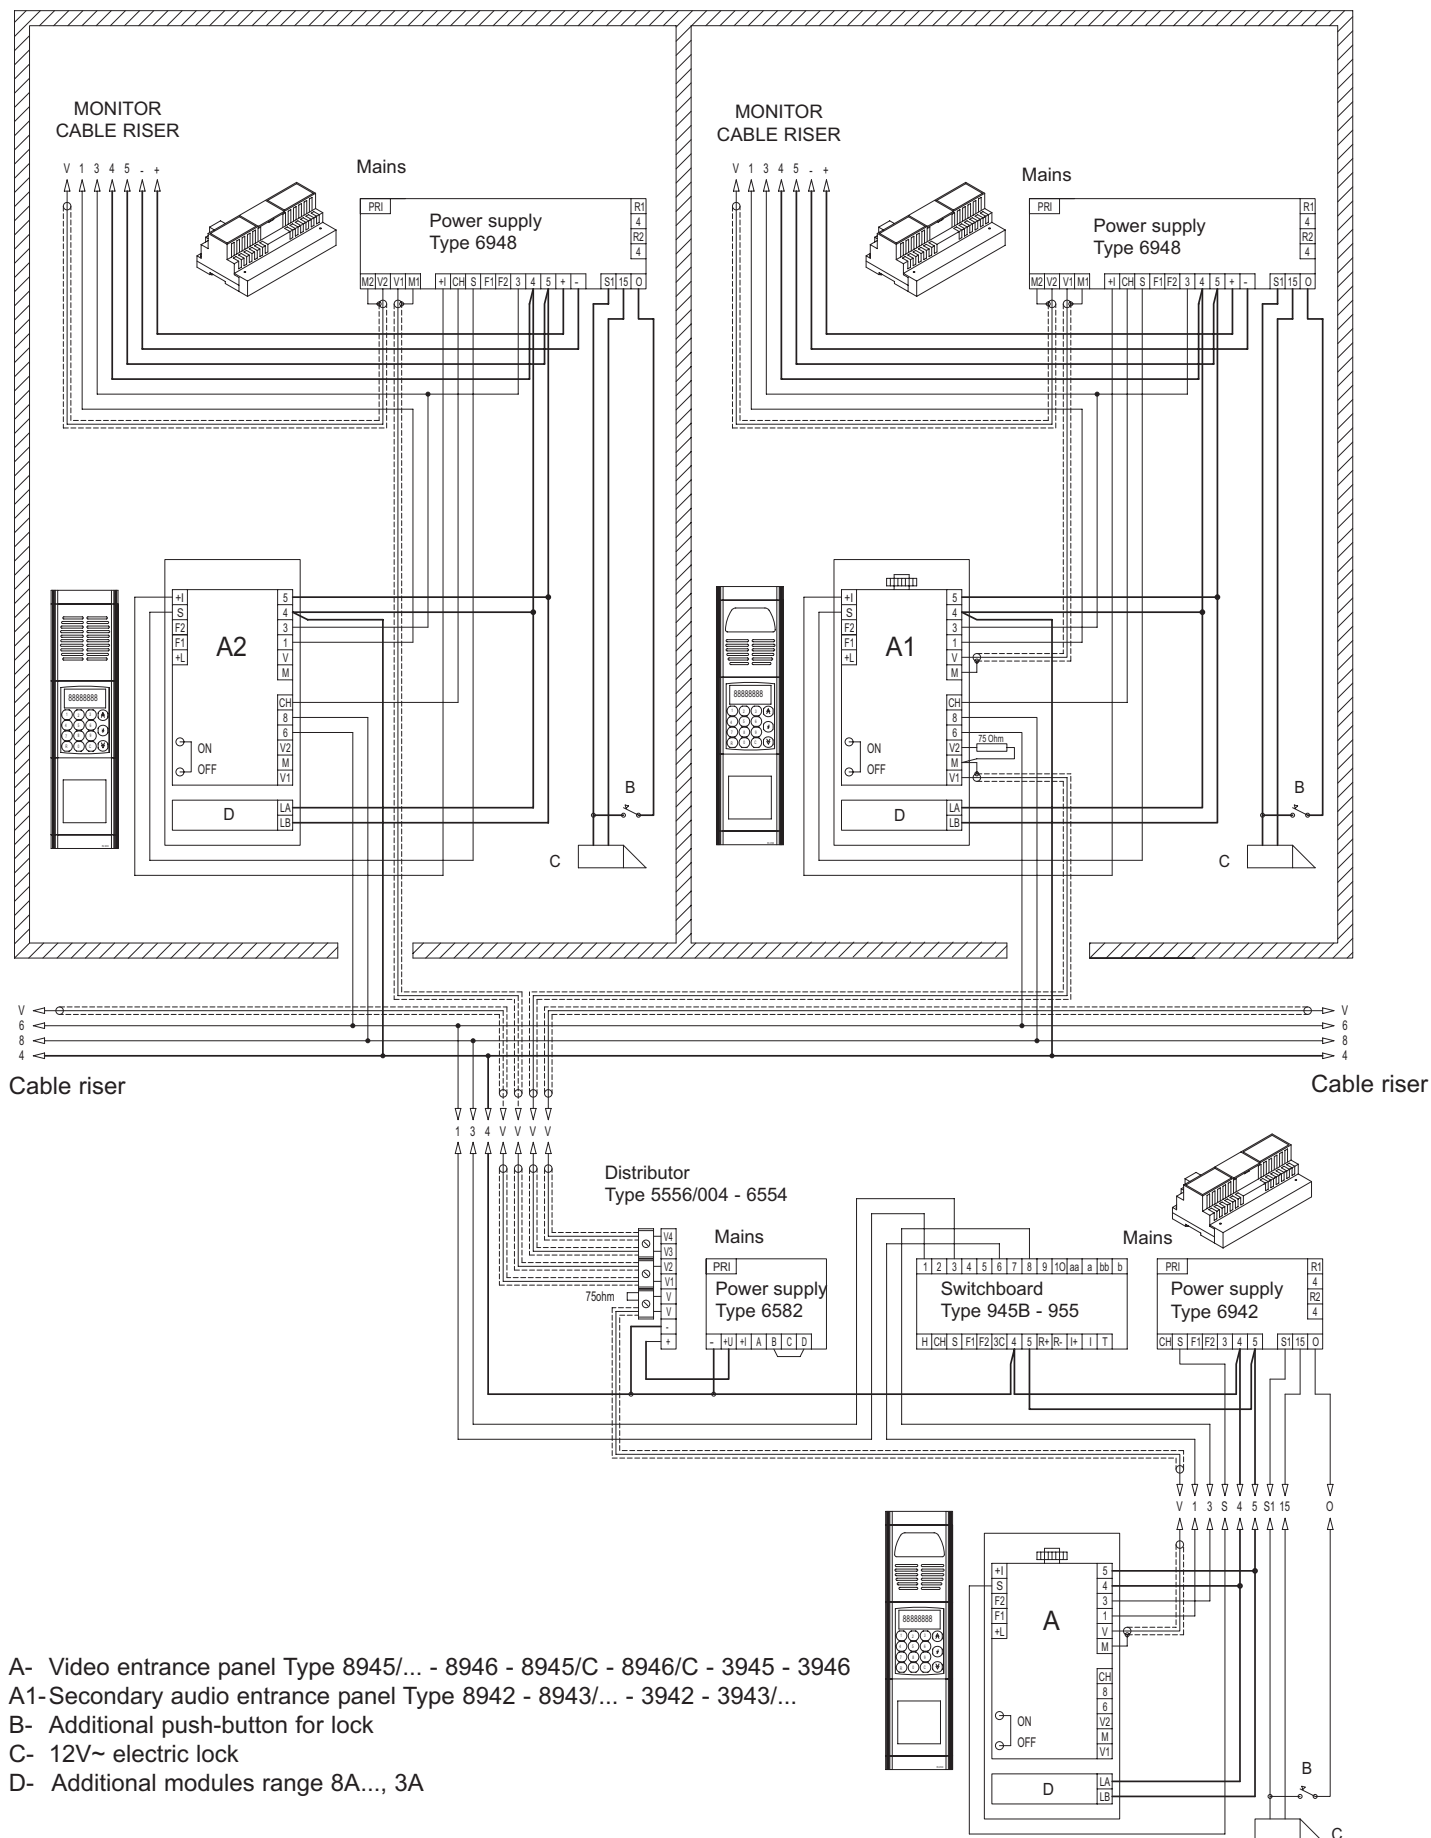 MONITOR
CABLE RISER
V 1 3 4 5 - +
Mains
PRI
Power supply
Type 6948
R1
4
R2
4
M2 V2 V1 M1 +I CH S F1 F2 3 4 5 + - S1 15 O
MONITOR
CABLE RISER
V 1 3 4 5 - +
Mains
PRI
Power supply
Type 6948
R1
4
R2
4
M2 V2 V1 M1 +I CH S F1 F2 3 4 5 + - S1 15 O
88888888
+I
S
F2
F1
+L
A2
5
4
3
1
V
M
CH
8
6
V2
M
V1
ON
OFF
D
LA
LB
B
C
88888888
+I
S
F2
F1
+L
A1
5
4
3
1
V
M
CH
8
6
V2
M
V1
75 Ohm
ON
OFF
D
LA
LB
B
C
V
6
8
4
Cable riser
V
6
8
4
Cable riser
1 3 4 V V V V
Distributor
Type 5556/004 - 6554
V4
V3
V2
V1
V
V
-
+
75ohm
Mains
PRI
Power supply
Type 6582
- +U +I A B C D
1 2 3 4 5 6 7 8 9 10 aa a bb b
Switchboard
Type 945B - 955
H CH S F1 F2 3C 4 5 R+ R- I+ I T
Mains
PRI
Power supply
Type 6942
R1
4
R2
4
CH S F1 F2 3 4 5 S1 15 O
V 1 3 S 4 5 S1 15 O
88888888
+I
S
F2
F1
+L
A
5
4
3
1
V
M
CH
8
6
V2
M
V1
ON
OFF
D
LA
LB
B
C
A- Video entrance panel Type 8945/... - 8946 - 8945/C - 8946/C - 3945 - 3946
A1- Secondary audio entrance panel Type 8942 - 8943/... - 3942 - 3943/...
B- Additional push-button for lock
C- 12V~ electric lock
D- Additional modules range 8A..., 3A